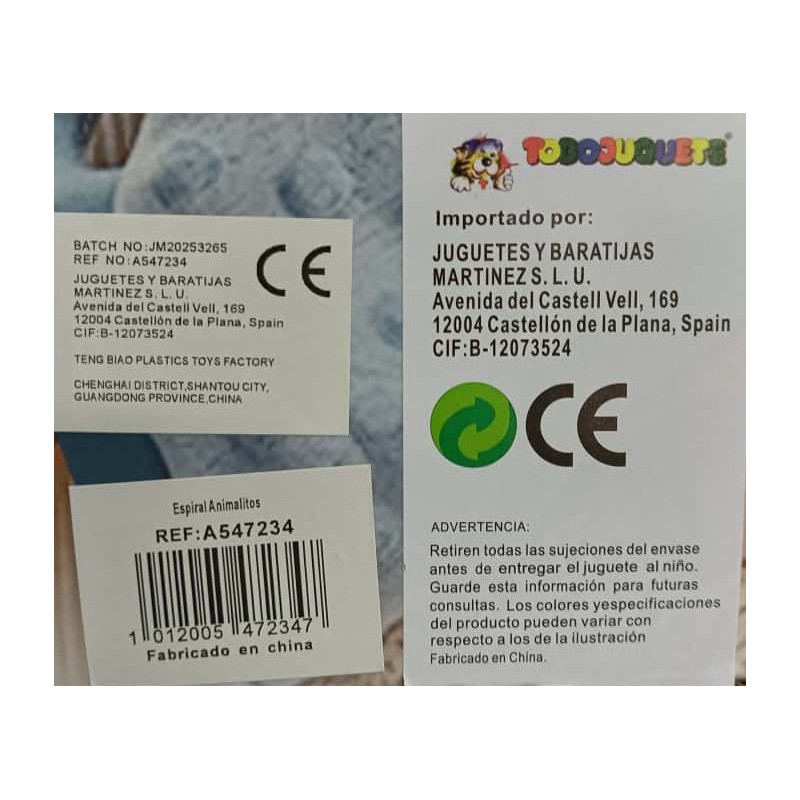 BATCH NO:JM20253265
REF NO:A547234
JUGUETES Y BARATIJAS
MARTINEZ S. L. U.
Avenida del Castell Vell, 169
12004 Castellón de la Plana, Spain
CIF:B-12073524
TENG BIAO PLASTICS TOYS FACTORY
CHENGHAI DISTRICT,SHANTOU CITY,
GUANGDONG PROVINCE,CHINA
CE
Espiral Animalitos
REF:A547234
1 012005 472347
Fabricado en china
TODOJUGUETE®
Importado por:
JUGUETES Y BARATIJAS
MARTINEZ S. L. U.
Avenida del Castell Vell, 169
12004 Castellón de la Plana, Spain
CIF:B-12073524
CE
ADVERTENCIA:
Retiren todas las sujeciones del envase
antes de entregar el juguete al niño.
Guarde esta información para futuras
consultas. Los colores yespecificaciones
del producto pueden variar con
respecto a los de la ilustración
Fabricado en China.